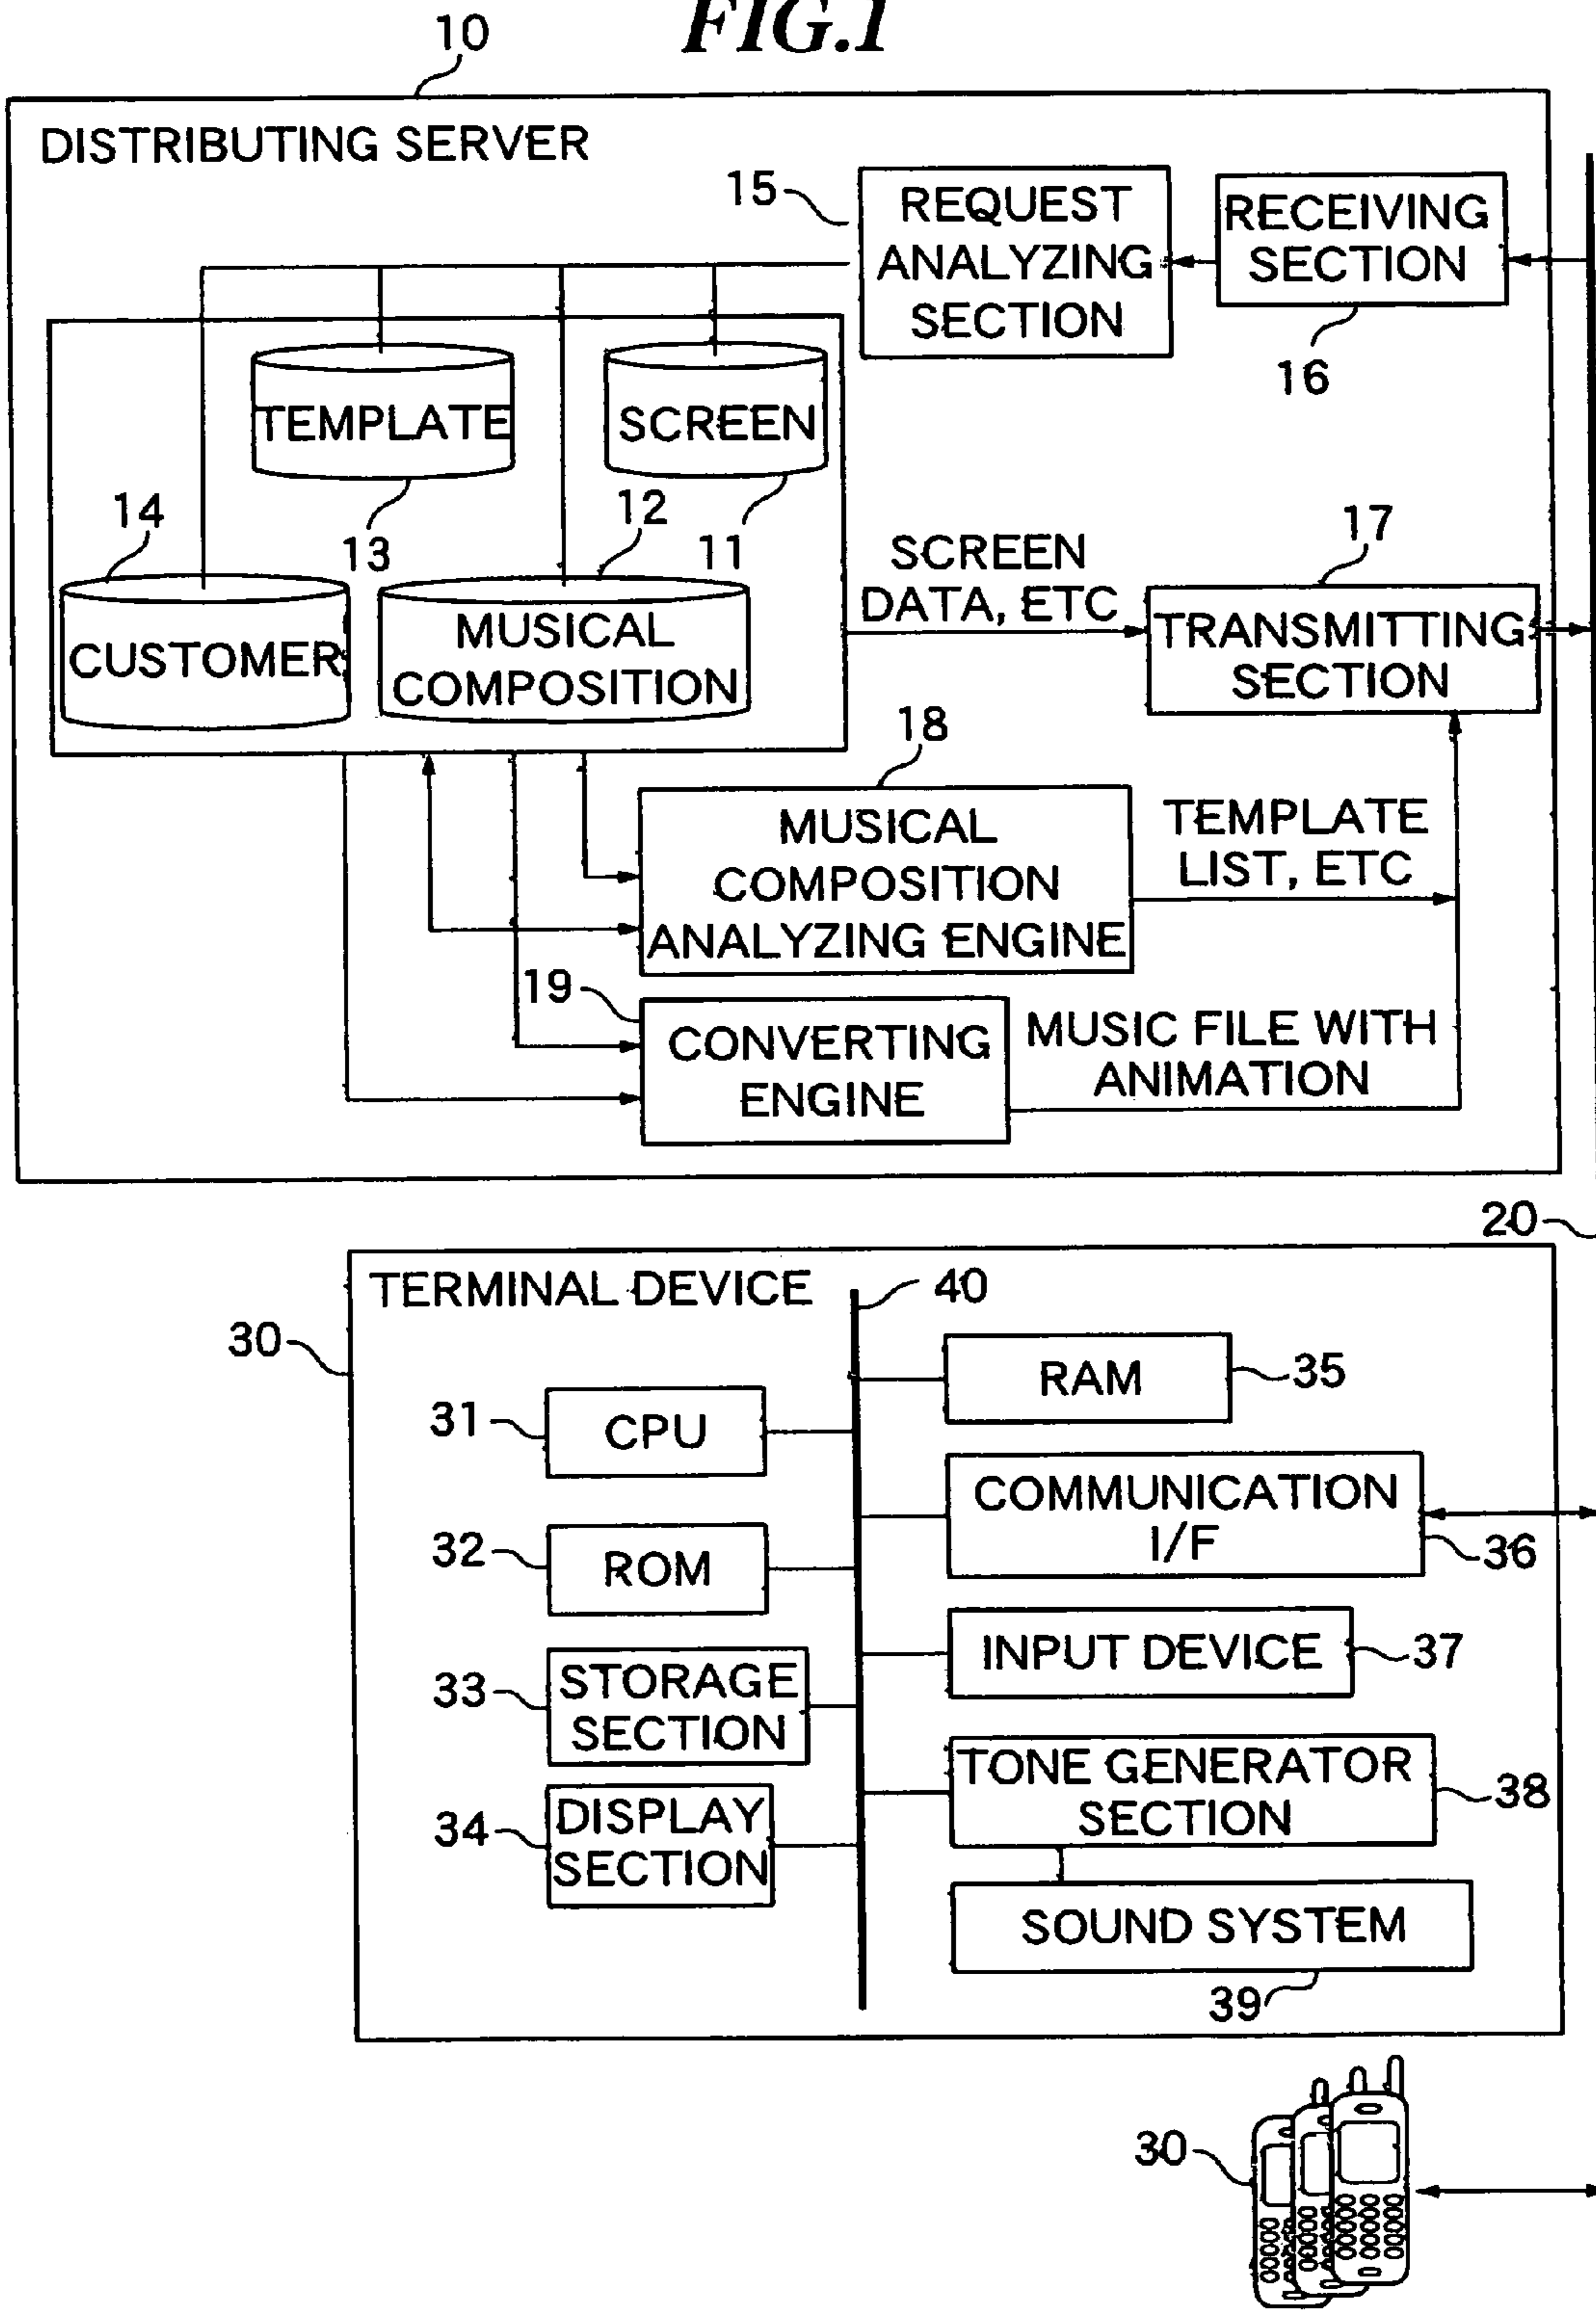 FIG.1
10
DISTRIBUTING SERVER
15
REQUEST
ANALYZING
SECTION
RECEIVING
SECTION
16
TEMPLATE
SCREEN
14
13
12
11
CUSTOMER
MUSICAL
COMPOSITION
SCREEN
DATA, ETC
17
TRANSMITTING
SECTION
18
MUSICAL
COMPOSITION
ANALYZING ENGINE
TEMPLATE
LIST, ETC
19
CONVERTING
ENGINE
MUSIC FILE WITH
ANIMATION
20
TERMINAL DEVICE
40
30
RAM
35
31
CPU
COMMUNICATION
I/F
36
32
ROM
INPUT DEVICE
37
33
STORAGE
SECTION
TONE GENERATOR
SECTION
38
34
DISPLAY
SECTION
SOUND SYSTEM
39
30